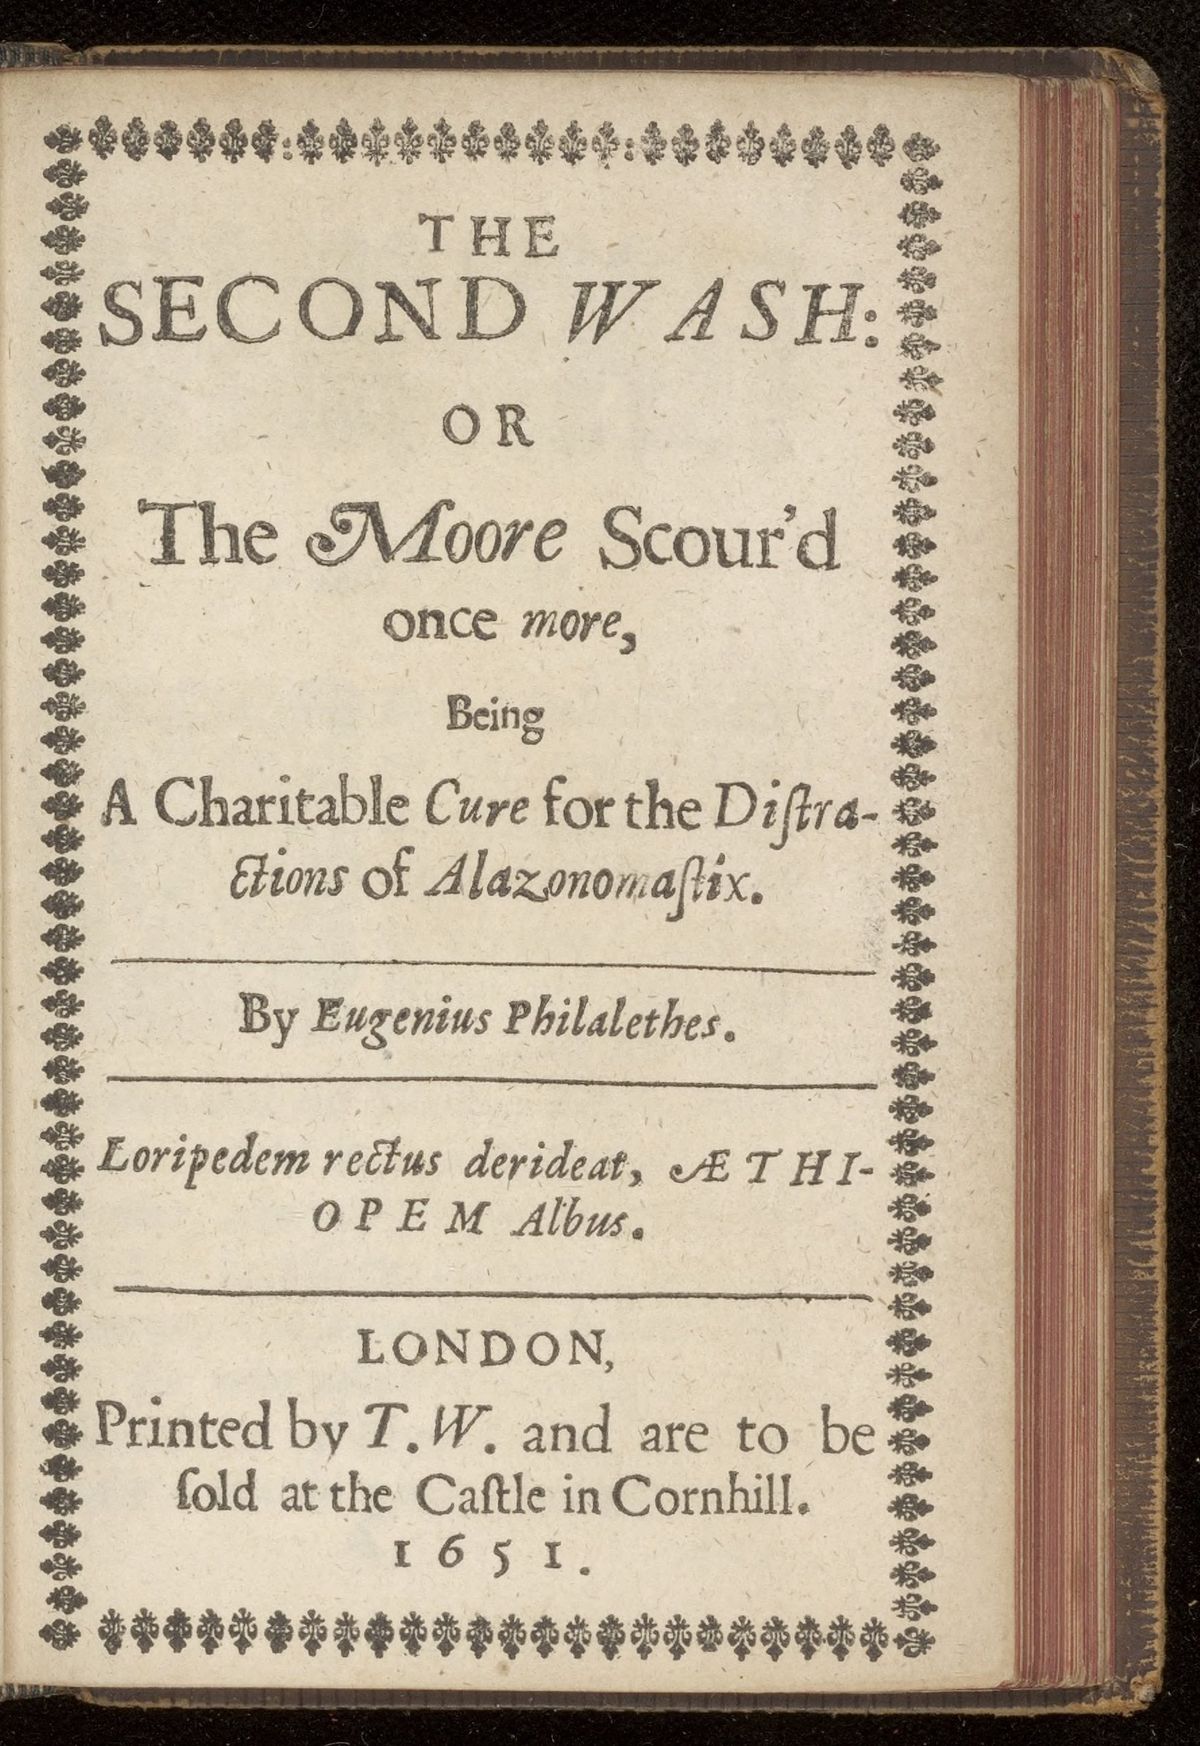 THE
SECOND WASH:
OR
The Moore Scour'd
once more,
Being
A Charitable Cure for the Diſtra-
ctions of Alazonomaſtix.
By Eugenius Philalethes.
Loripedem rectus derideat, ÆTHI-
OPEM Albus.
LONDON,
Printed by T.W. and are to be
ſold at the Caſtle in Cornhill.
1651.